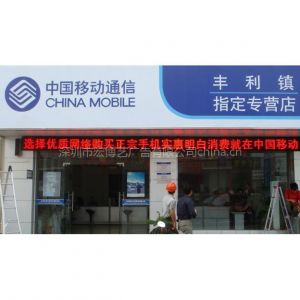 中国移动通信
CHINA MOBILE
丰利镇
指定专营店
选择优质网络购买正宗手机实惠明白消费就在中国移动
深圳市宏博艺广告有限公司china.cn